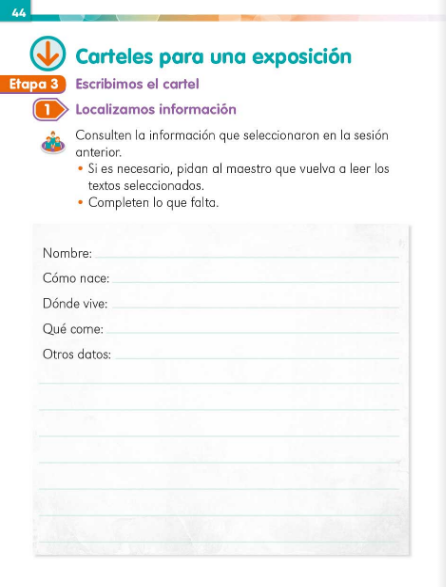 44
Carteles para una exposición
Etapa 3 Escribimos el cartel
1 Localizamos información
Consulten la información que seleccionaron en la sesión
anterior.
• Si es necesario, pidan al maestro que vuelva a leer los
textos seleccionados.
• Completen lo que falta.
Nombre:
Cómo nace:
Dónde vive:
Qué come:
Otros datos: